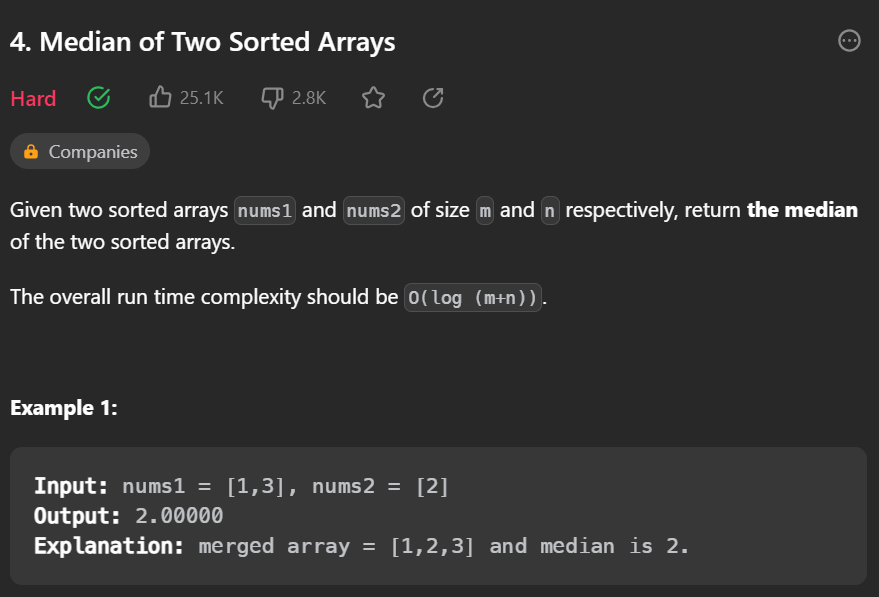 4. Median of Two Sorted Arrays
Hard 25.1K 2.8K
Companies
Given two sorted arrays nums1 and nums2 of size m and n respectively, return the median
of the two sorted arrays.
The overall run time complexity should be O(log (m+n)).
Example 1:
Input: nums1 = [1,3], nums2 = [2]
Output: 2.00000
Explanation: merged array = [1,2,3] and median is 2.